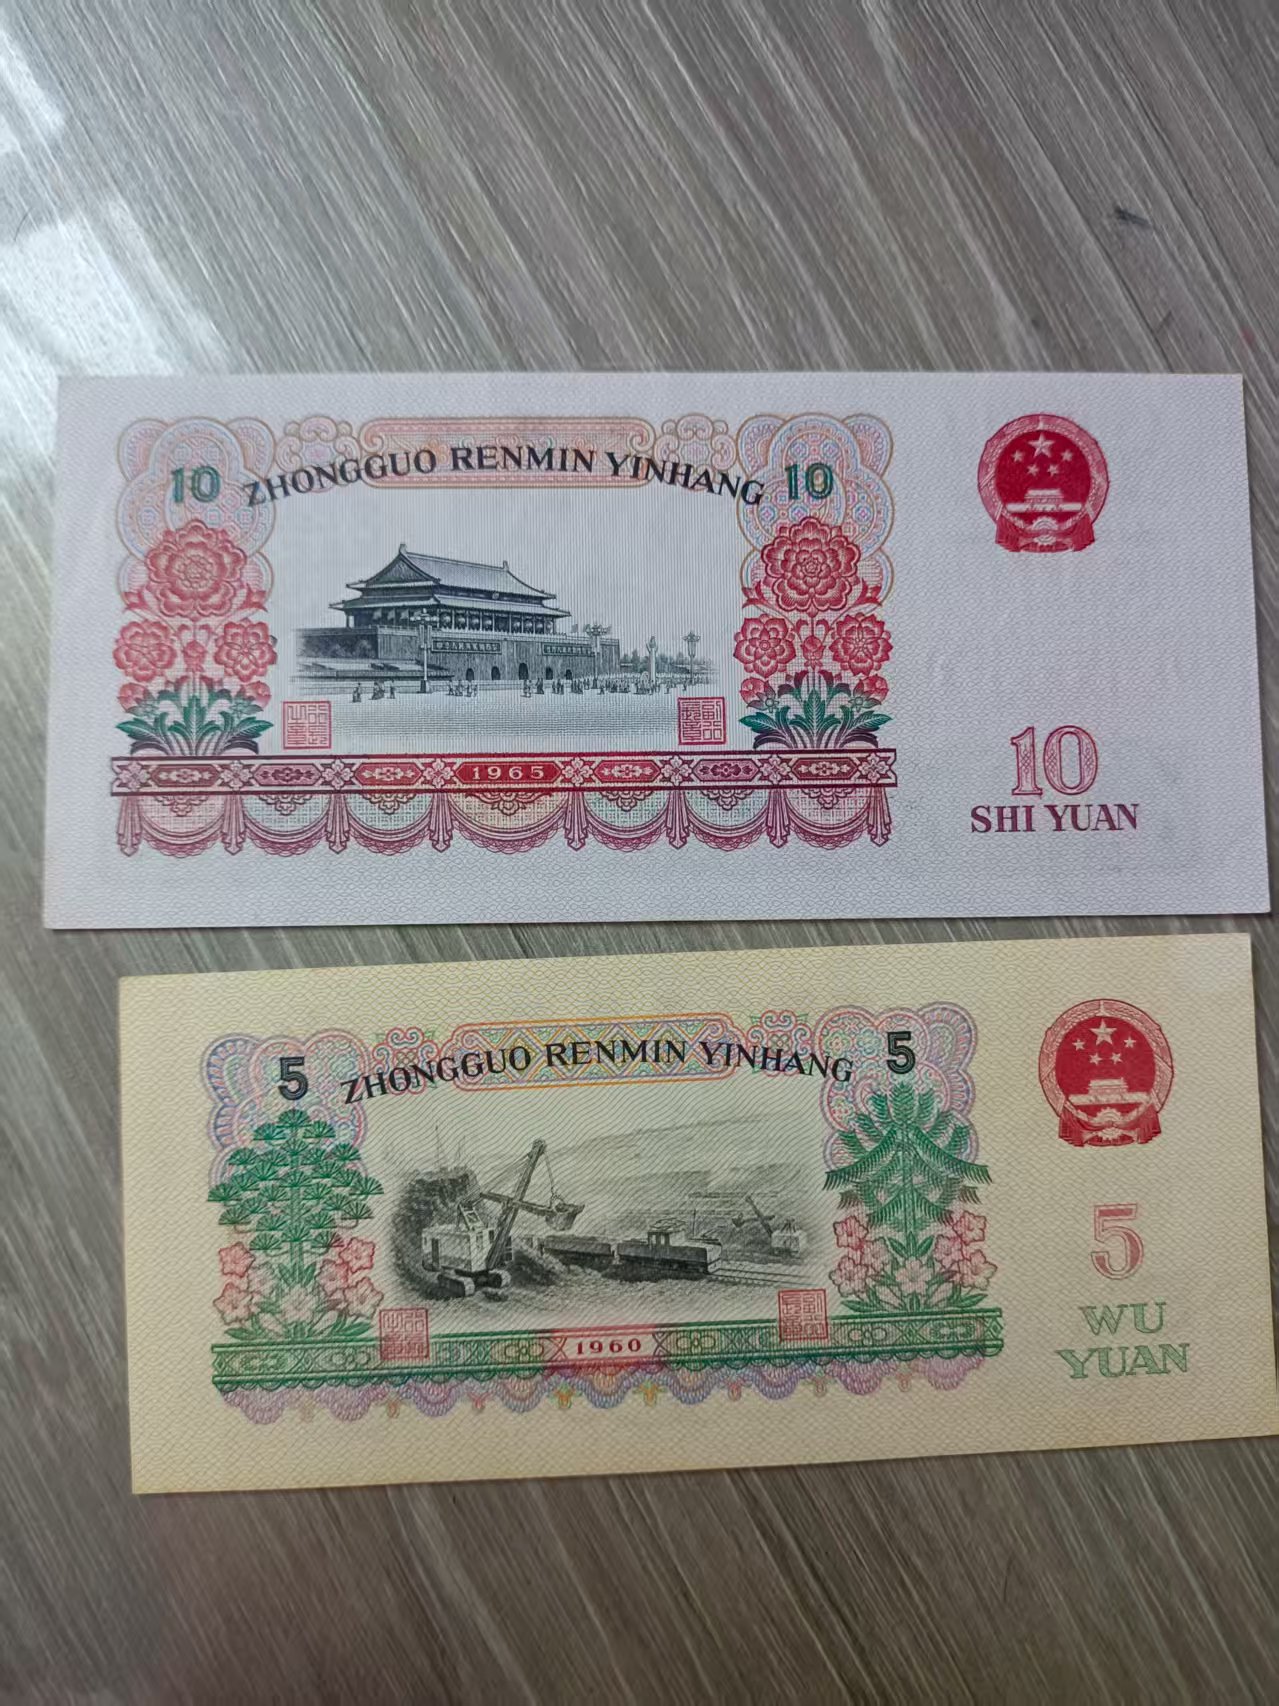 ZHONGGUO RENMIN YINHANG
10 10
1965
10
SHI YUAN
ZHONGGUO RENMIN YINHANG
5 5
1960
5
WU
YUAN